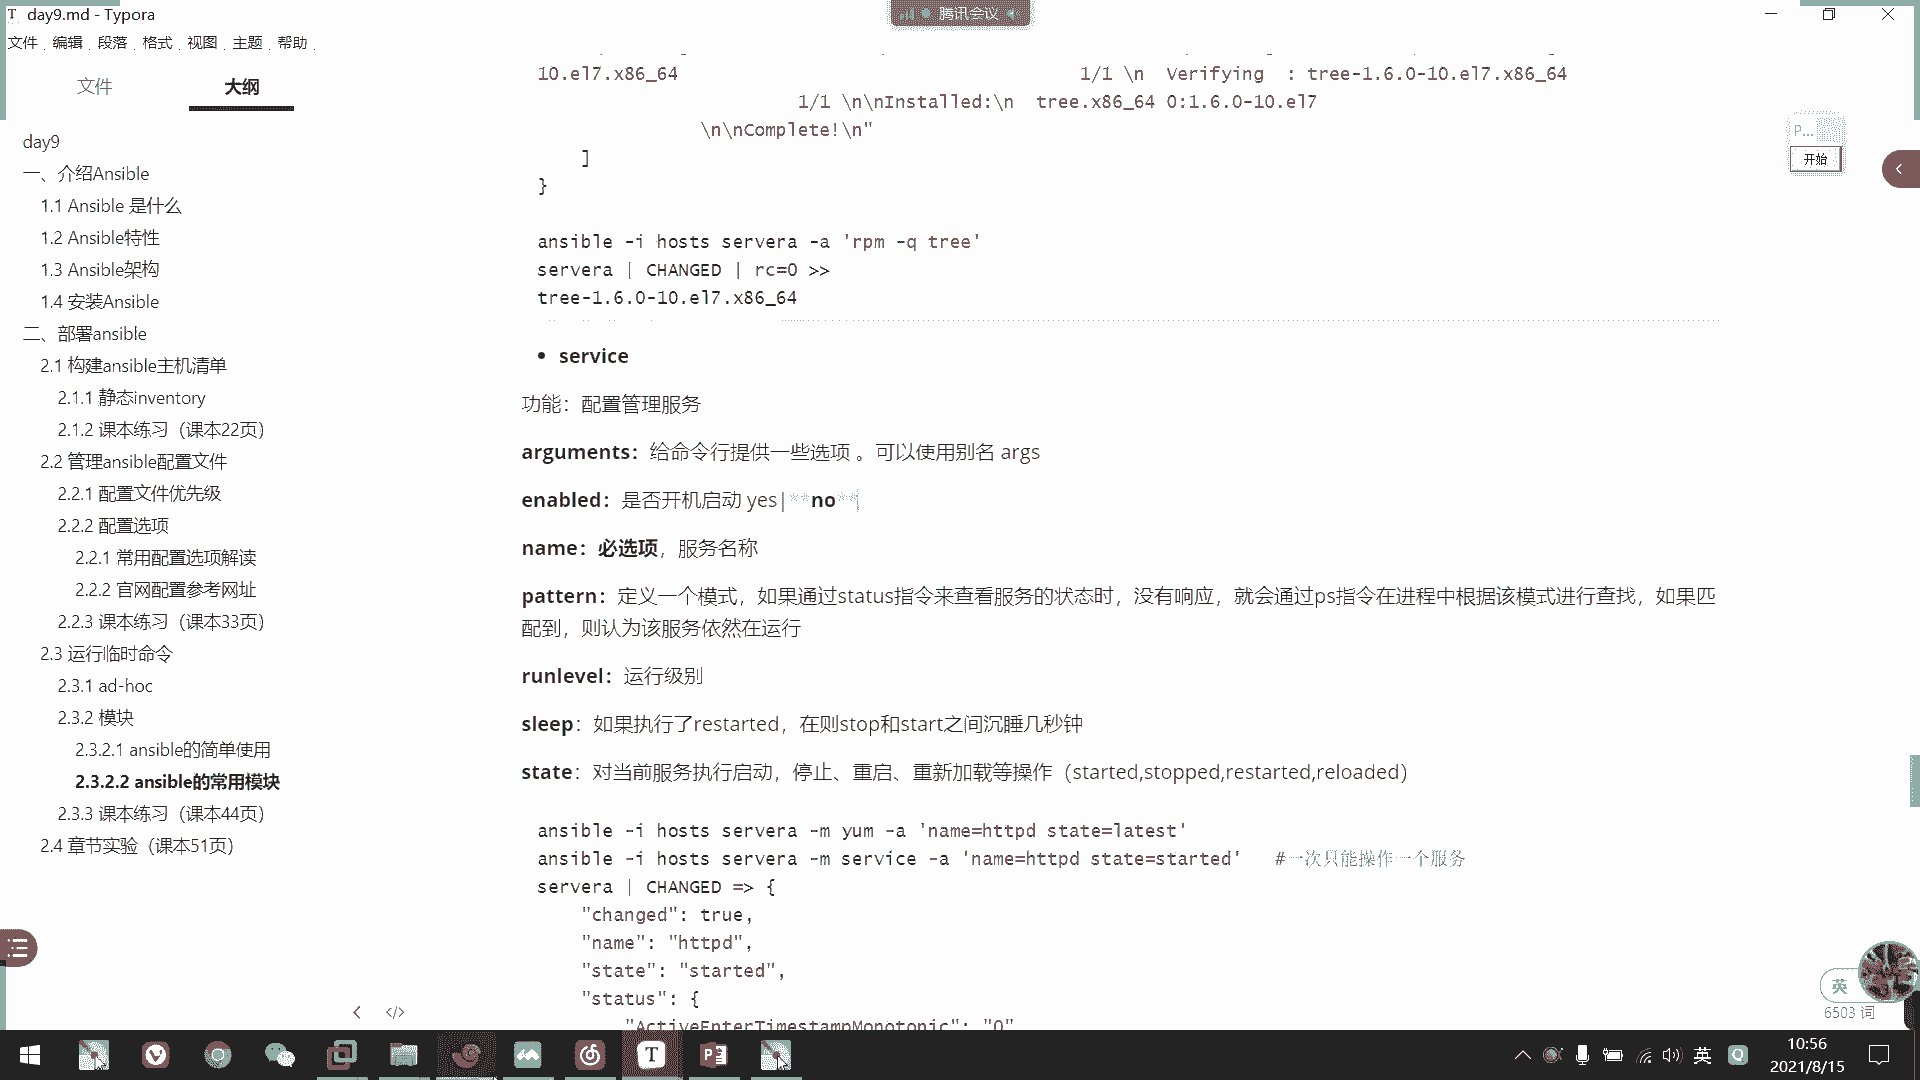 day9.md - Typora
腾讯会议
文件 编辑 段落 格式 视图 主题 帮助
文件
大纲
day9
一、介绍Ansible
1.1 Ansible 是什么
1.2 Ansible特性
1.3 Ansible架构
1.4 安装Ansible
二、部署ansible
2.1 构建ansible主机清单
2.1.1 静态inventory
2.1.2 课本练习（课本22页）
2.2 管理ansible配置文件
2.2.1 配置文件优先级
2.2.2 配置选项
2.2.1 常用配置选项解读
2.2.2 官网配置参考网址
2.2.3 课本练习（课本33页）
2.3 运行临时命令
2.3.1 ad-hoc
2.3.2 模块
2.3.2.1 ansible的简单使用
2.3.2.2 ansible的常用模块
2.3.3 课本练习（课本44页）
2.4 章节实验（课本51页）
10.el7.x86_64 1/1 \n  Verifying  : tree-1.6.0-10.el7.x86_64
1/1 \n\nInstalled:\n  tree.x86_64 0:1.6.0-10.el7
\n\nComplete!\n"
]
}
ansible -i hosts servera -a 'rpm -q tree'
servera | CHANGED | rc=0 >>
tree-1.6.0-10.el7.x86_64
• service
功能：配置管理服务
arguments：给命令行提供一些选项 。可以使用别名 args
enabled：是否开机启动 yes|**no**
name：必选项，服务名称
pattern：定义一个模式，如果通过status指令来查看服务的状态时，没有响应，就会通过ps指令在进程中根据该模式进行查找，如果匹
配到，则认为该服务依然在运行
runlevel：运行级别
sleep：如果执行了restarted，在则stop和start之间沉睡几秒钟
state：对当前服务执行启动，停止、重启、重新加载等操作（started,stopped,restarted,reloaded）
ansible -i hosts servera -m yum -a 'name=httpd state=latest'
ansible -i hosts servera -m service -a 'name=httpd state=started'   #一次只能操作一个服务
servera | CHANGED => {
"changed": true,
"name": "httpd",
"state": "started",
"status": {
"ActiveEnterTimestampMonotonic": "0"
P...
开始
英
6503 词
英
10:56
2021/8/15